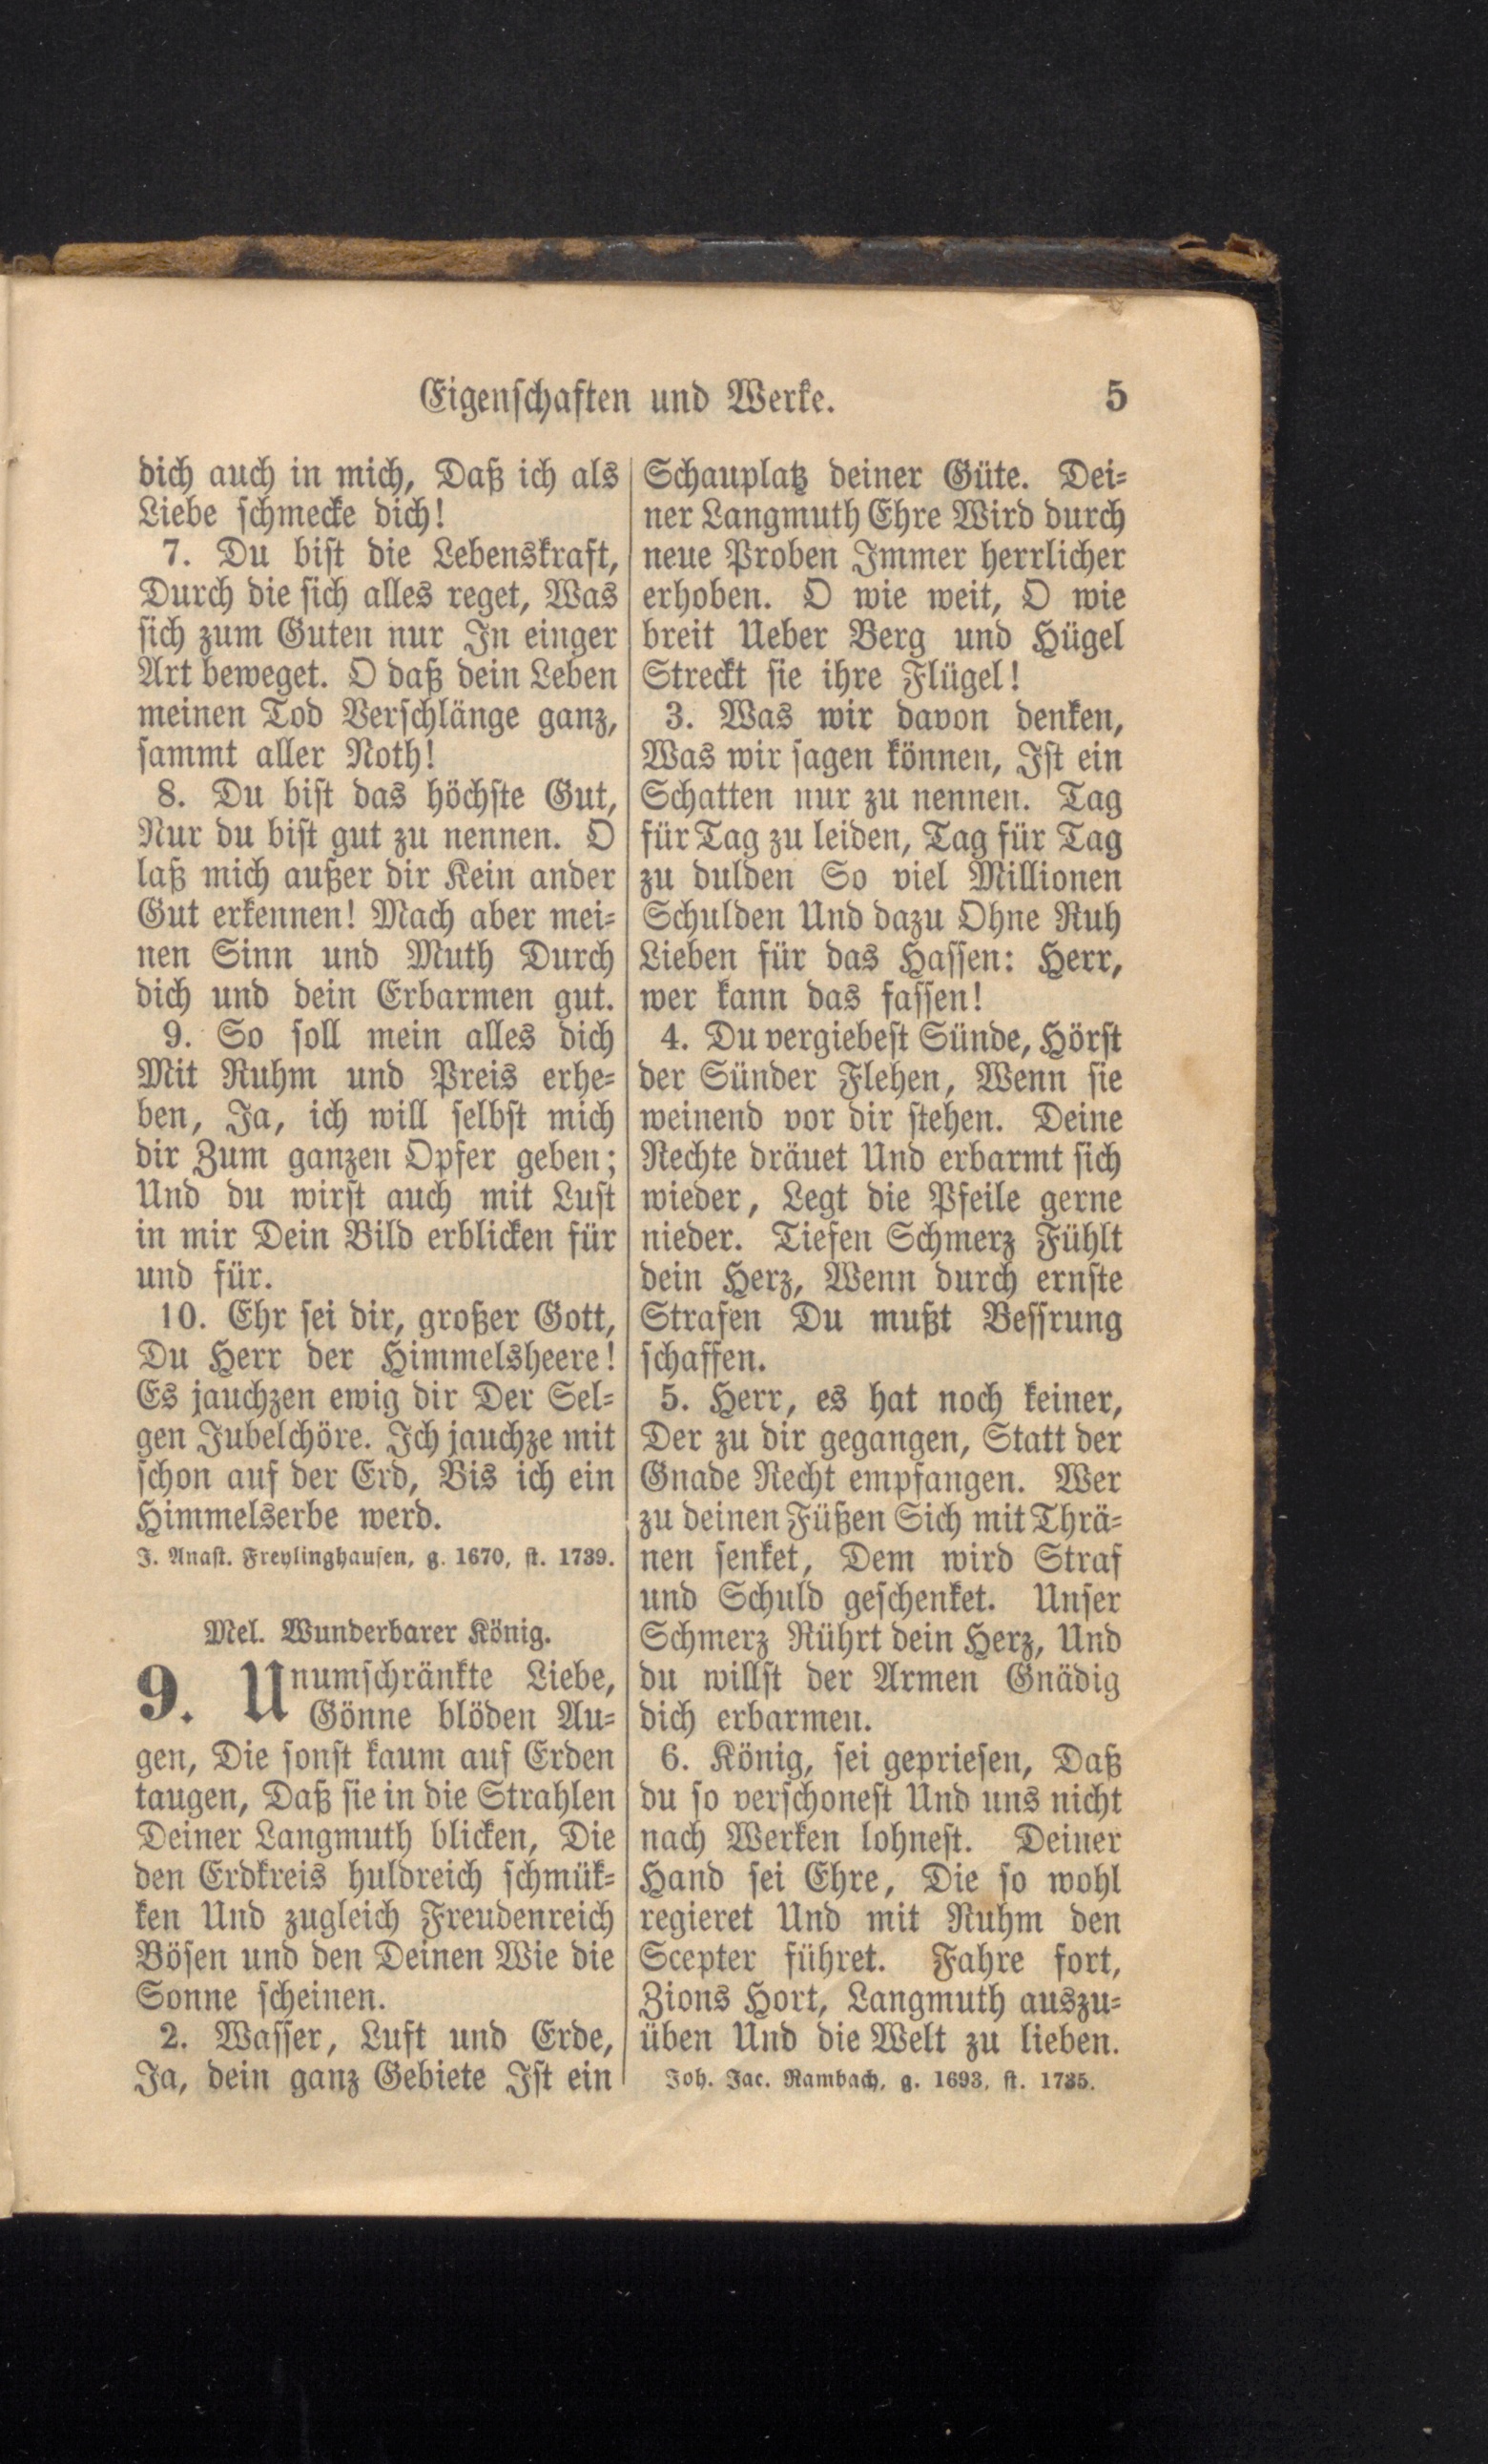 Eigenschaften und Werke. 5
dich auch in mich, Daß ich als
Liebe schmecke dich!
7. Du bist die Lebenskraft,
Durch die sich alles reget, Was
sich zum Guten nur In einger
Art beweget. O daß dein Leben
meinen Tod Verschlänge ganz,
sammt aller Noth!
8. Du bist das höchste Gut,
Nur du bist gut zu nennen. O
laß mich außer dir Kein ander
Gut erkennen! Mach aber mei-
nen Sinn und Muth Durch
dich und dein Erbarmen gut.
9. So soll mein alles dich
Mit Ruhm und Preis erhe-
ben, Ja, ich will selbst mich
dir Zum ganzen Opfer geben;
Und du wirst auch mit Lust
in mir Dein Bild erblicken für
und für.
10. Ehr sei dir, großer Gott,
Du Herr der Himmelsheere!
Es jauchzen ewig dir Der Sel-
gen Jubelchöre. Ich jauchze mit
schon auf der Erd, Bis ich ein
Himmelserbe werd.
J. Anast. Freylinghausen, g. 1670, st. 1739.
Mel. Wunderbarer König.
9. Unumschränkte Liebe,
Gönne blöden Au-
gen, Die sonst kaum auf Erden
taugen, Daß sie in die Strahlen
Deiner Langmuth blicken, Die
den Erdkreis huldreich schmük-
ken Und zugleich Freudenreich
Bösen und den Deinen Wie die
Sonne scheinen.
2. Wasser, Luft und Erde,
Ja, dein ganz Gebiete Ist ein
Schauplatz deiner Güte. Dei-
ner Langmuth Ehre Wird durch
neue Proben Immer herrlicher
erhoben. O wie weit, O wie
breit Ueber Berg und Hügel
Streckt sie ihre Flügel!
3. Was wir davon denken,
Was wir sagen können, Ist ein
Schatten nur zu nennen. Tag
für Tag zu leiden, Tag für Tag
zu dulden So viel Millionen
Schulden Und dazu Ohne Ruh
Lieben für das Hassen: Herr,
wer kann das fassen!
4. Du vergiebest Sünde, Hörst
der Sünder Flehen, Wenn sie
weinend vor dir stehen. Deine
Rechte dräuet Und erbarmt sich
wieder, Legt die Pfeile gerne
nieder. Tiefen Schmerz Fühlt
dein Herz, Wenn durch ernste
Strafen Du mußt Bessrung
schaffen.
5. Herr, es hat noch keiner,
Der zu dir gegangen, Statt der
Gnade Recht empfangen. Wer
zu deinen Füßen Sich mit Thrä-
nen senket, Dem wird Straf
und Schuld geschenket. Unser
Schmerz Rührt dein Herz, Und
du willst der Armen Gnädig
dich erbarmen.
6. König, sei gepriesen, Daß
du so verschonest Und uns nicht
nach Werken lohnest. Deiner
Hand sei Ehre, Die so wohl
regieret Und mit Ruhm den
Scepter führet. Fahre fort,
Zions Hort, Langmuth auszu-
üben Und die Welt zu lieben.
Joh. Jac. Rambach, g. 1693, st. 1735.